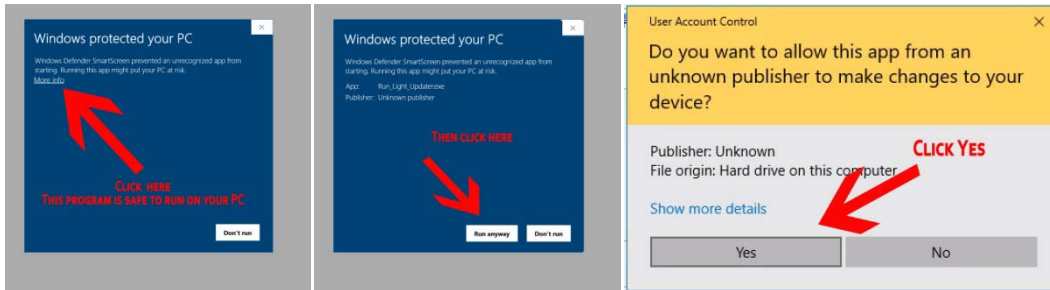 Windows protected your PC
Windows Defender SmartScreen prevented an unrecognized app from
starting. Running this app might put your PC at risk.
More info
CLICK HERE
THIS PROGRAM IS SAFE TO RUN ON YOUR PC
Don't run
Windows protected your PC
Windows Defender SmartScreen prevented an unrecognized app from
starting. Running this app might put your PC at risk.
App: Run_Light_Updater.exe
Publisher: Unknown publisher
THEN CLICK HERE
Run anyway Don't run
User Account Control
Do you want to allow this app from an
unknown publisher to make changes to your
device?
CLICK YES
Publisher: Unknown
File origin: Hard drive on this computer
Show more details
Yes No